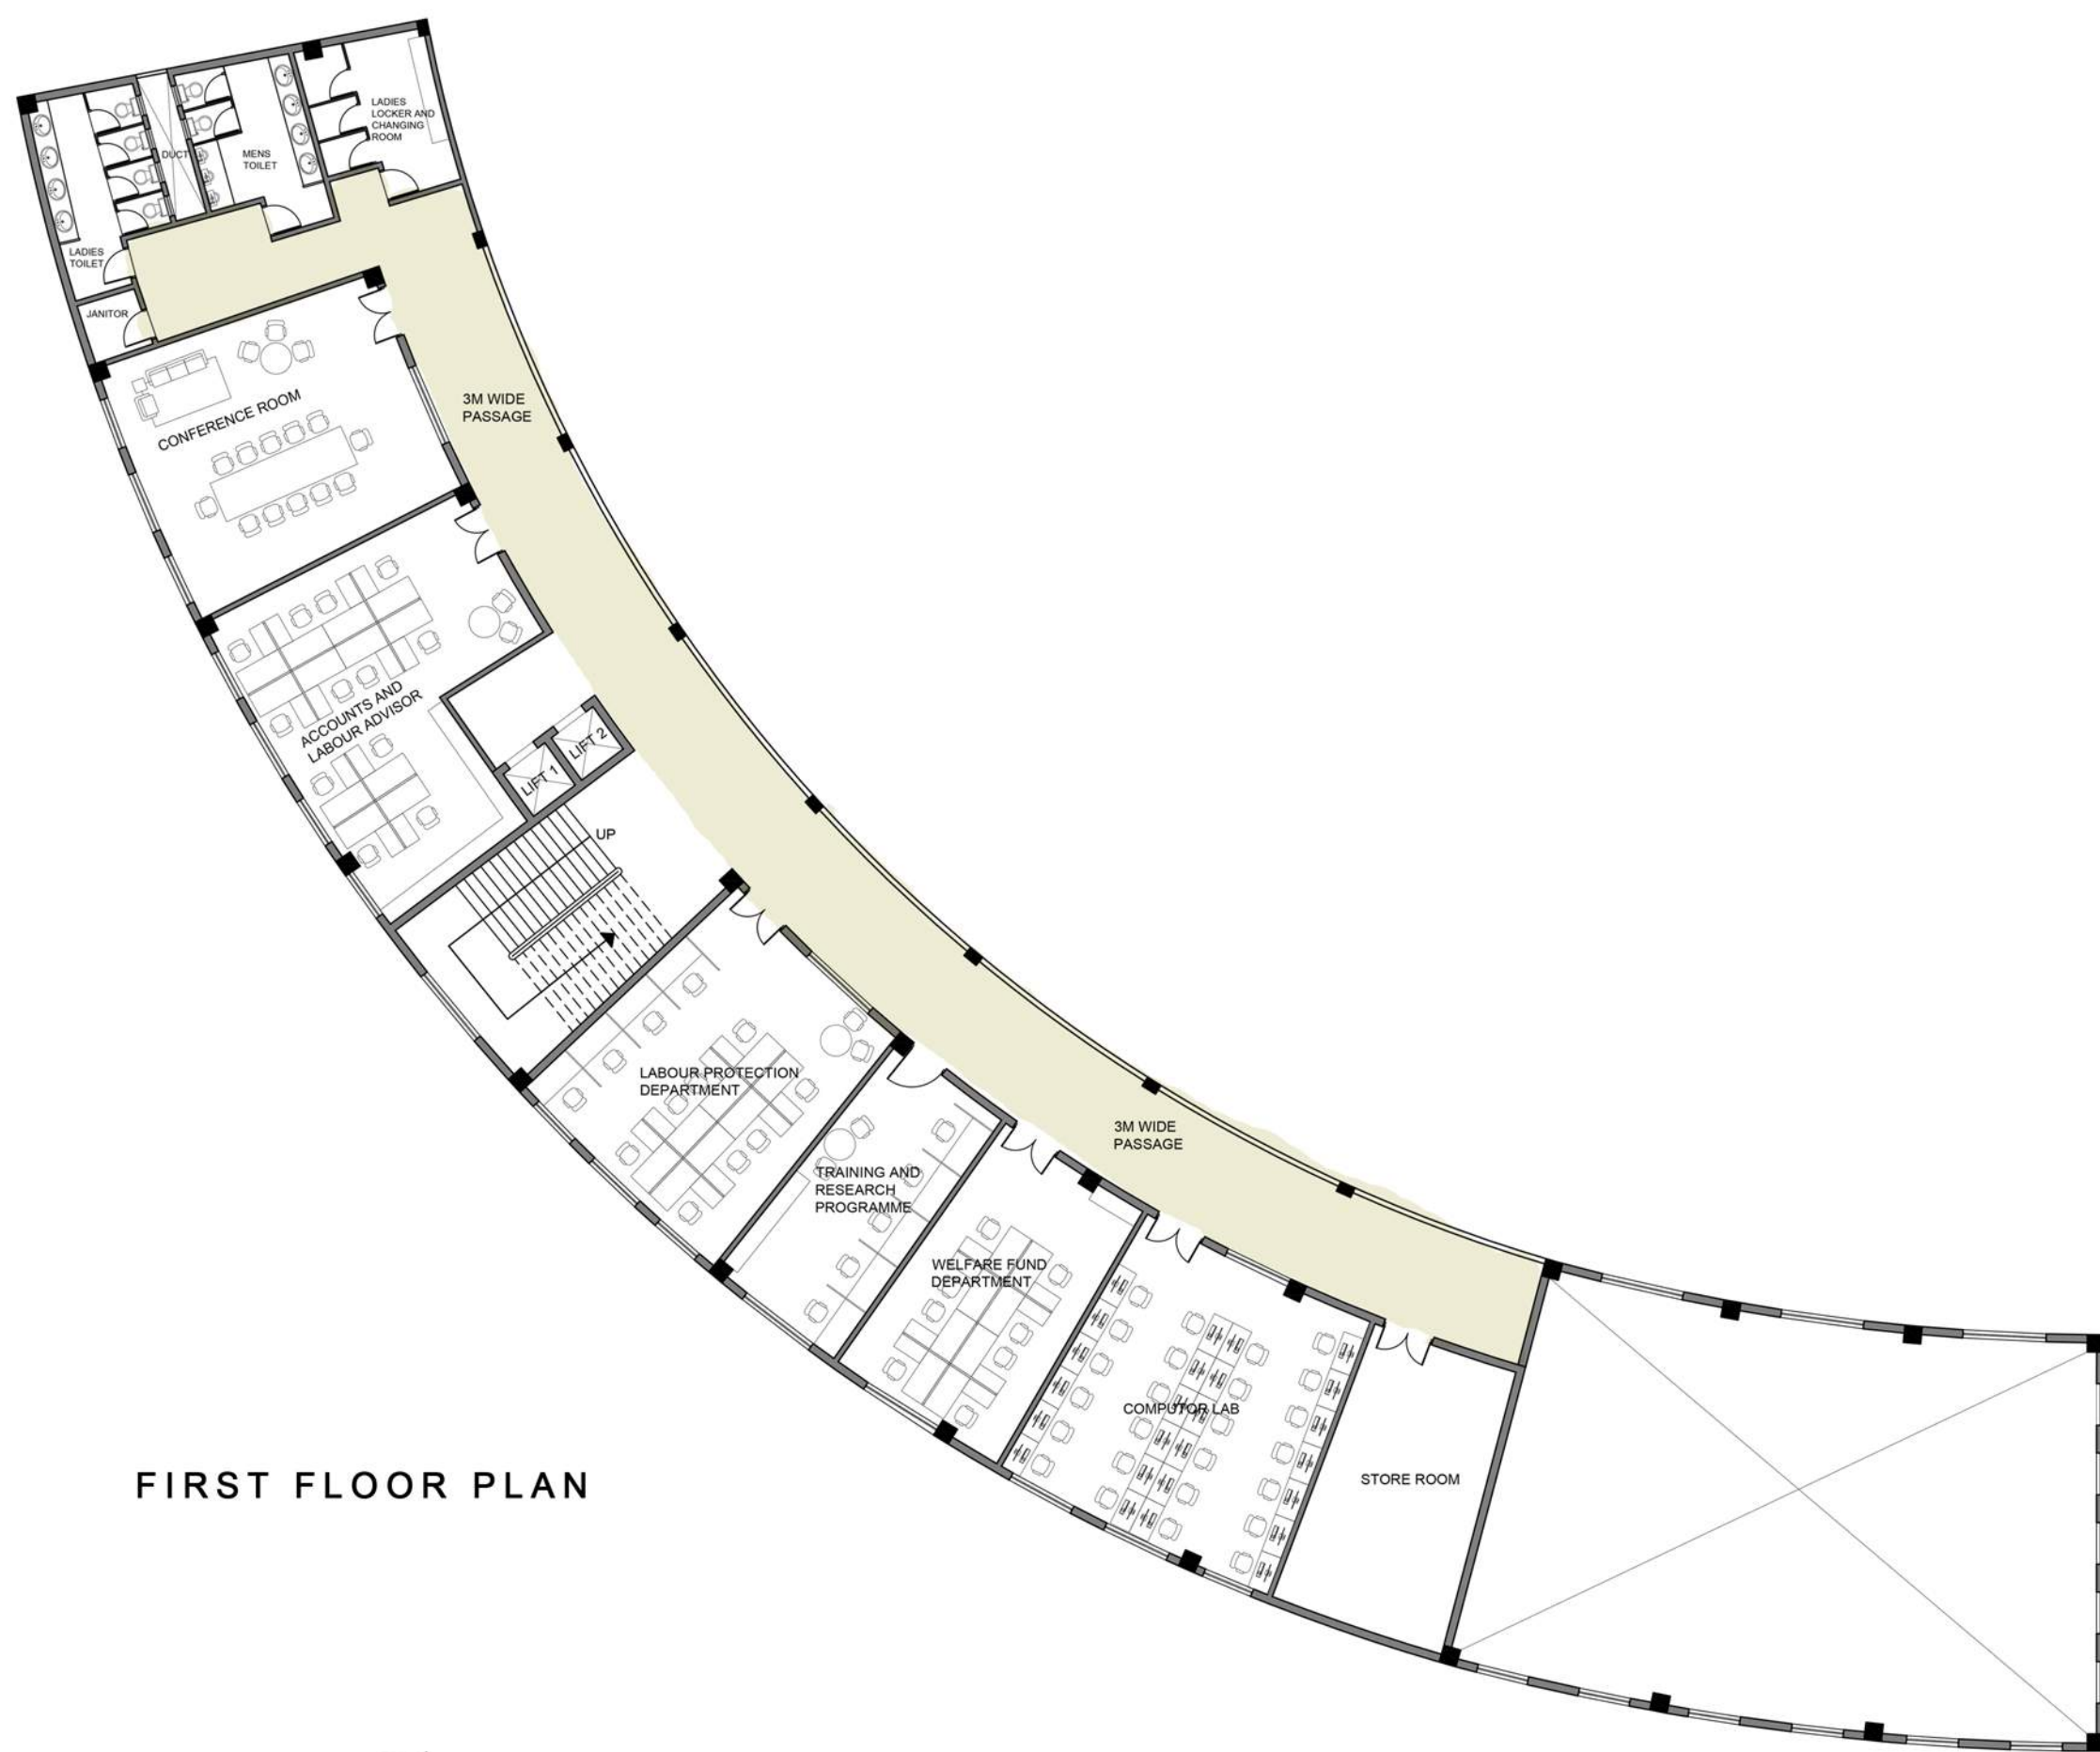 LADIES
LOCKER AND
CHANGING
ROOM
DUCT
MENS
TOILET
LADIES
TOILET
JANITOR
3M WIDE
PASSAGE
CONFERENCE ROOM
ACCOUNTS AND
LABOUR ADVISOR
LIFT 2
LIFT 1
UP
LABOUR PROTECTION
DEPARTMENT
3M WIDE
PASSAGE
TRAINING AND
RESEARCH
PROGRAMME
WELFARE FUND
DEPARTMENT
COMPUTOR LAB
STORE ROOM
FIRST FLOOR PLAN